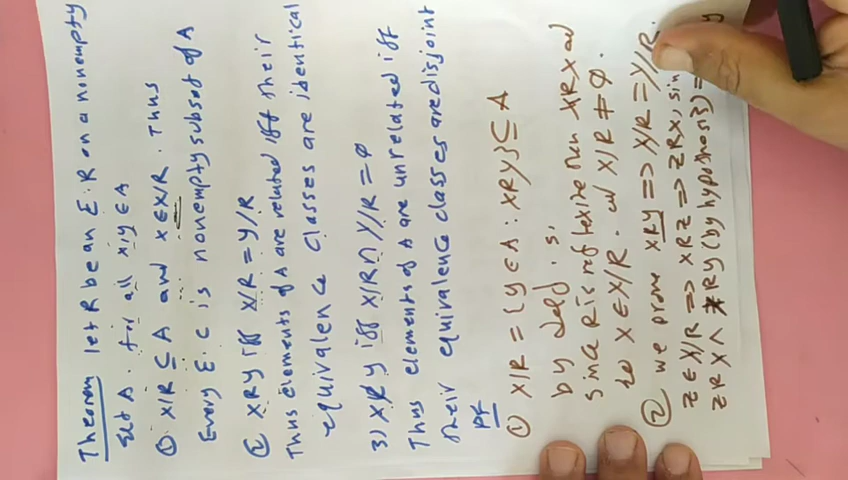 Theorem let R be an E.R on a nonempty
set A. for all x,y ∈ A
① x/R ⊆ A and x ∈ x/R. Thus
Every E.C is nonempty subset of A
② xRy iff x/R = y/R
Thus elements of A are related iff their
equivalence classes are identical
3) x R̸ y iff x/R ∩ y/R = ∅
Thus elements of A are unrelated iff
their equivalence classes are disjoint
Pf
① x/R = {y ∈ A : xRy} ⊆ A
by def
since R is reflexive then xRx and
so x ∈ x/R. x/R ≠ ∅.
② we prove xRy ⇒ x/R = y/R.
z ∈ x/R ⇒ xRz ⇒ zRx, sin
zRx ∧ xRy (by hypothesis) ⇒